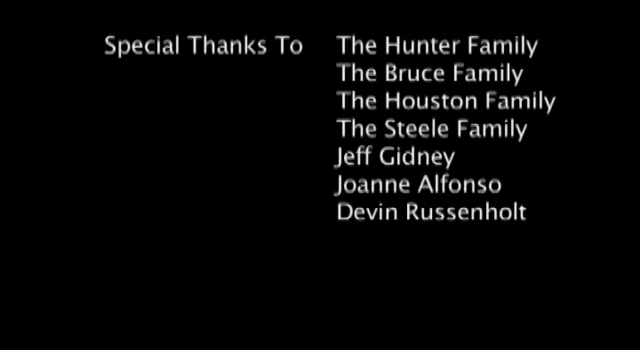 Special Thanks To The Hunter Family
The Bruce Family
The Houston Family
The Steele Family
Jeff Gidney
Joanne Alfonso
Devin Russenholt